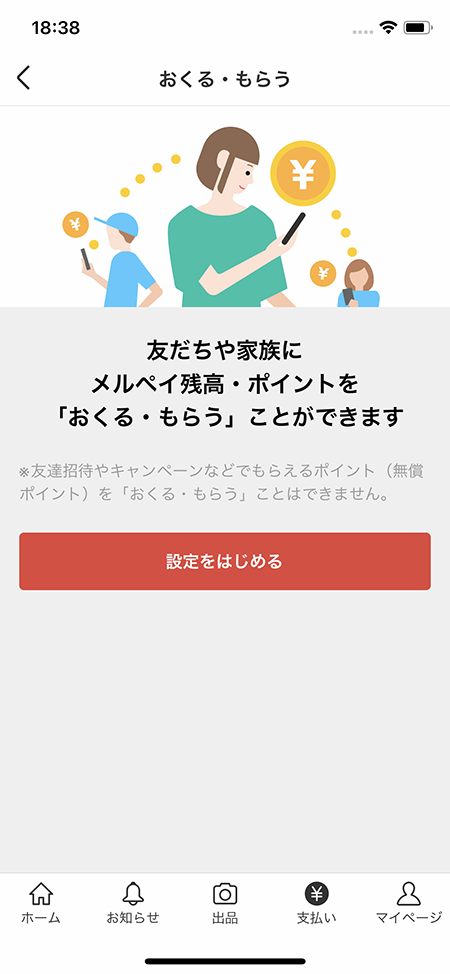 18:38
おくる・もらう
¥
¥
¥
友だちや家族に
メルペイ残高・ポイントを
「おくる・もらう」ことができます
※友達招待やキャンペーンなどでもらえるポイント（無償
ポイント）を「おくる・もらう」ことはできません。
設定をはじめる
¥
ホーム お知らせ 出品 支払い マイページ